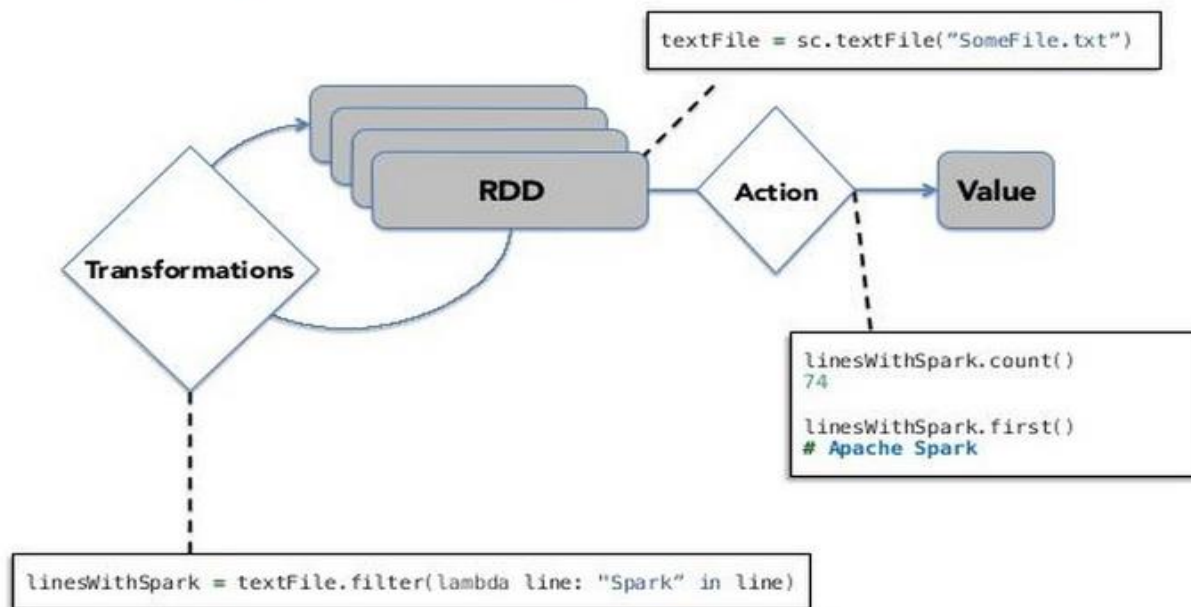 textFile = sc.textFile(”SomeFile.txt”)
RDD
Action
Value
Transformations
linesWithSpark.count()
74
linesWithSpark.first()
# Apache Spark
linesWithSpark = textFile.filter(lambda line: "Spark” in line)